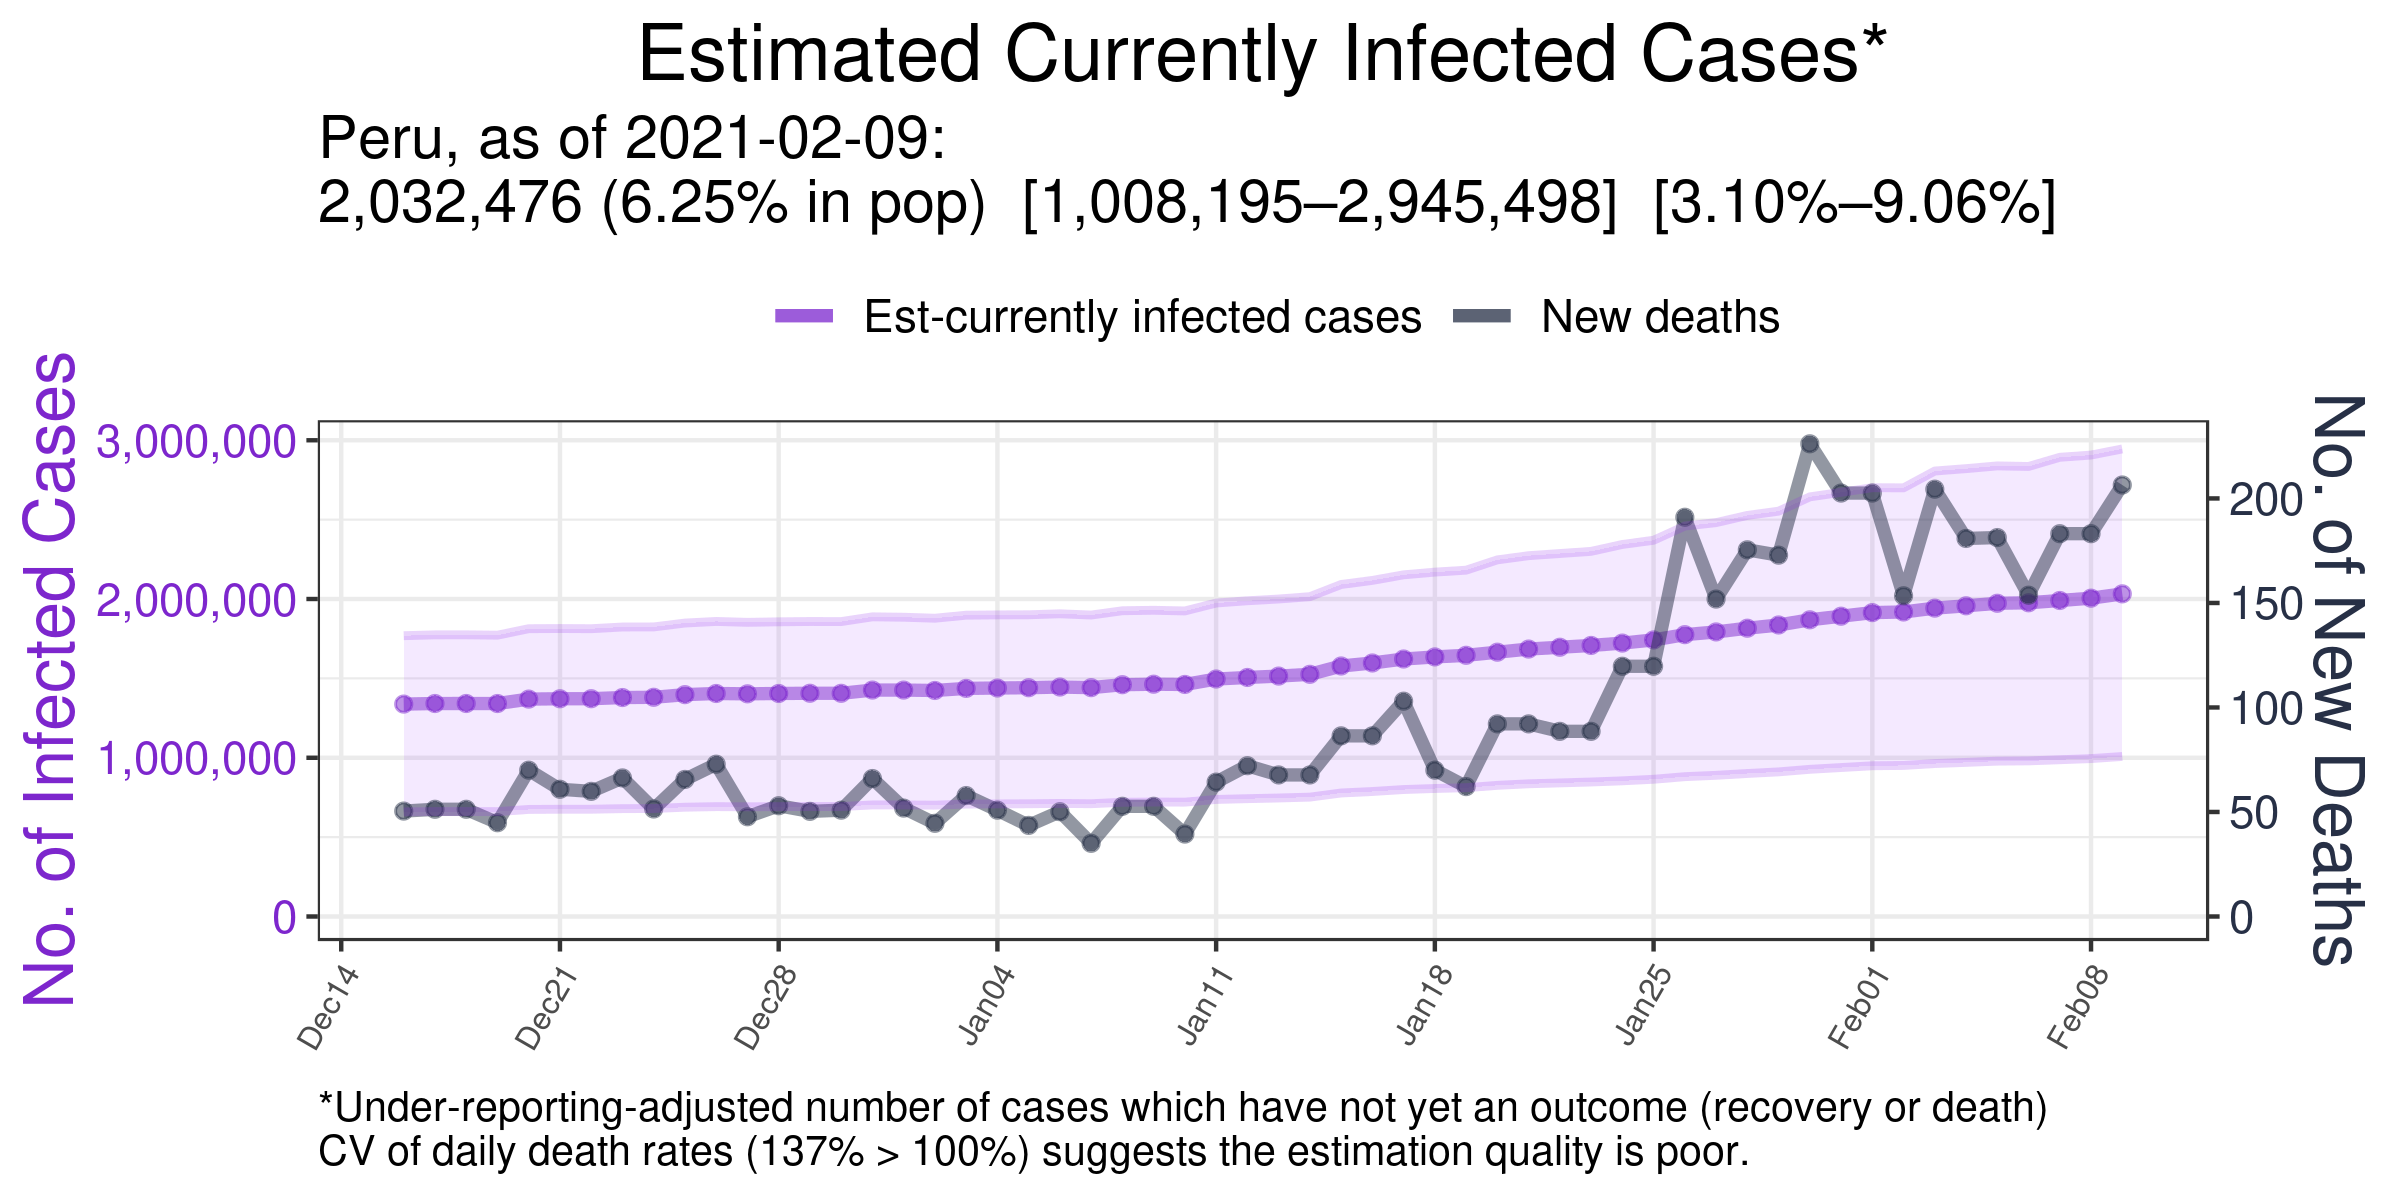 Estimated Currently Infected Cases*
Peru, as of 2021-02-09:
2,032,476 (6.25% in pop)  [1,008,195–2,945,498]  [3.10%–9.06%]
Est-currently infected cases
New deaths
No. of Infected Cases
3,000,000
2,000,000
1,000,000
0
No. of New Deaths
200
150
100
50
0
Dec14
Dec21
Dec28
Jan04
Jan11
Jan18
Jan25
Feb01
Feb08
*Under-reporting-adjusted number of cases which have not yet an outcome (recovery or death)
CV of daily death rates (137% > 100%) suggests the estimation quality is poor.